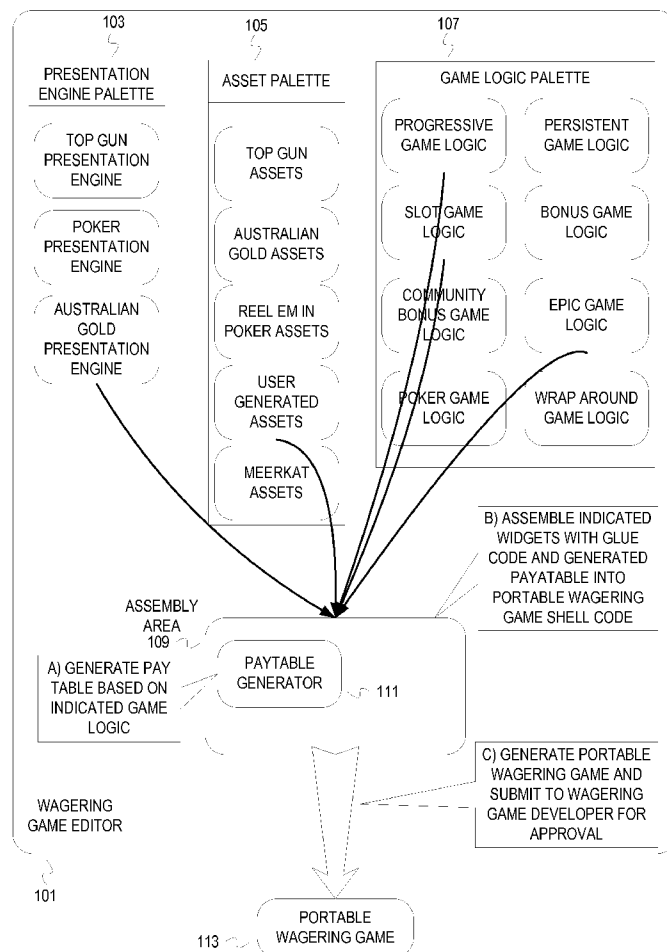 103
105
107
PRESENTATION
ENGINE PALETTE
ASSET PALETTE
GAME LOGIC PALETTE
TOP GUN
PRESENTATION
ENGINE
POKER
PRESENTATION
ENGINE
AUSTRALIAN
GOLD
PRESENTATION
ENGINE
TOP GUN
ASSETS
AUSTRALIAN
GOLD ASSETS
REEL EM IN
POKER ASSETS
USER
GENERATED
ASSETS
MEERKAT
ASSETS
PROGRESSIVE
GAME LOGIC
PERSISTENT
GAME LOGIC
SLOT GAME
LOGIC
BONUS GAME
LOGIC
COMMUNITY
BONUS GAME
LOGIC
EPIC GAME
LOGIC
POKER GAME
LOGIC
WRAP AROUND
GAME LOGIC
B) ASSEMBLE INDICATED
WIDGETS WITH GLUE
CODE AND GENERATED
PAYATABLE INTO
PORTABLE WAGERING
GAME SHELL CODE
ASSEMBLY
AREA
109
A) GENERATE PAY
TABLE BASED ON
INDICATED GAME
LOGIC
PAYTABLE
GENERATOR
111
C) GENERATE PORTABLE
WAGERING GAME AND
SUBMIT TO WAGERING
GAME DEVELOPER FOR
APPROVAL
WAGERING
GAME EDITOR
101
PORTABLE
WAGERING GAME
113